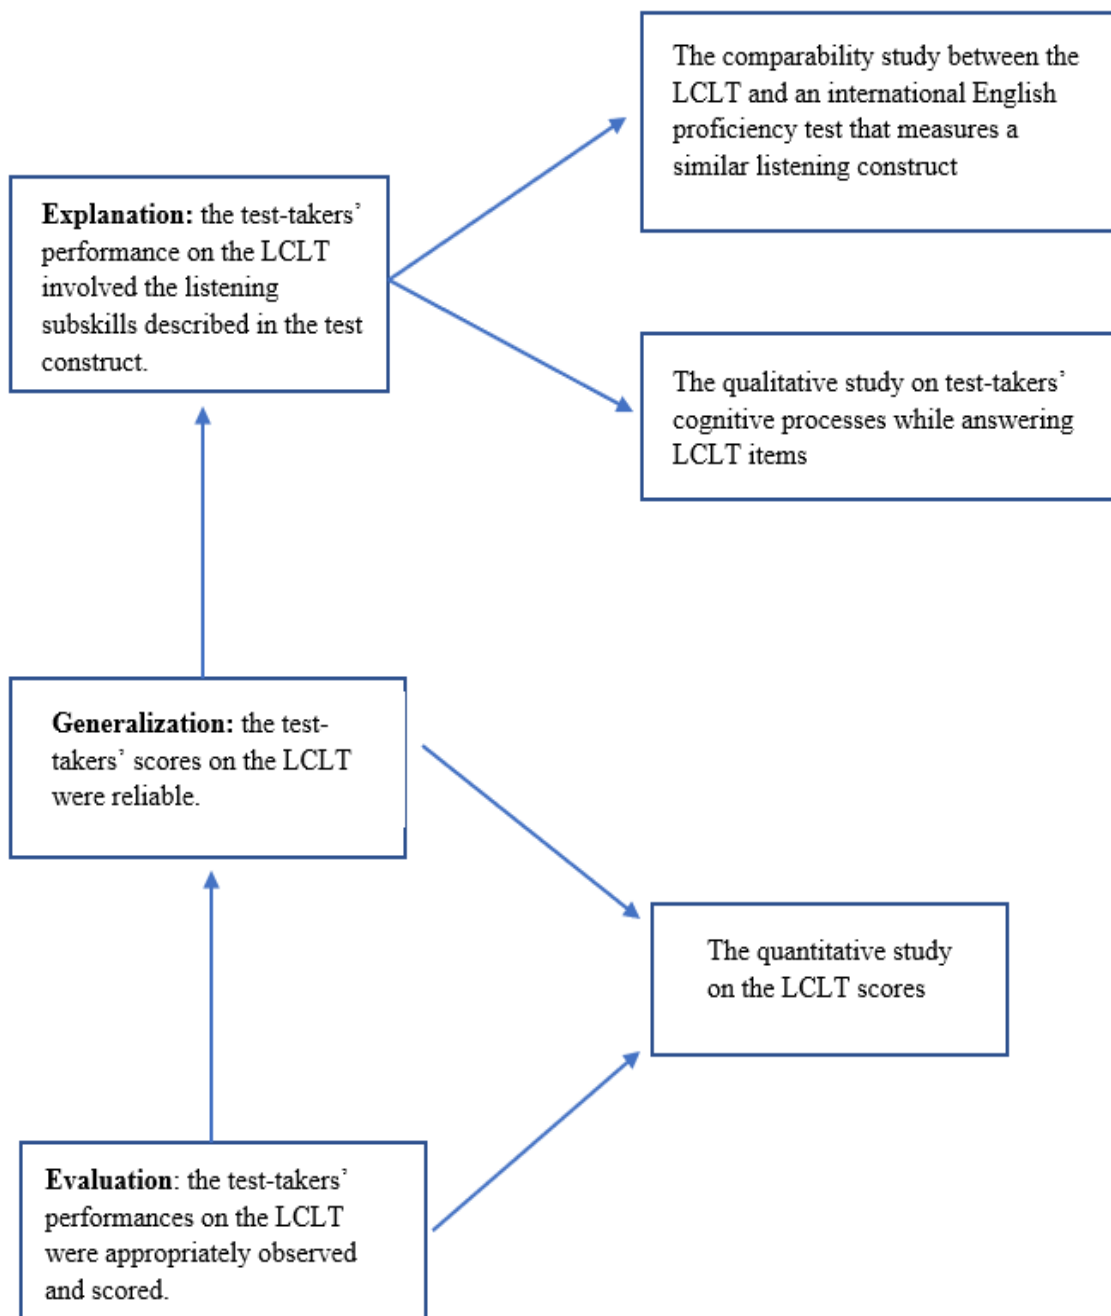 The comparability study between the
LCLT and an international English
proficiency test that measures a
similar listening construct
Explanation: the test-takers’
performance on the LCLT
involved the listening
subskills described in the test
construct.
The qualitative study on test-takers’
cognitive processes while answering
LCLT items
Generalization: the test-
takers’ scores on the LCLT
were reliable.
The quantitative study
on the LCLT scores
Evaluation: the test-takers’
performances on the LCLT
were appropriately observed
and scored.